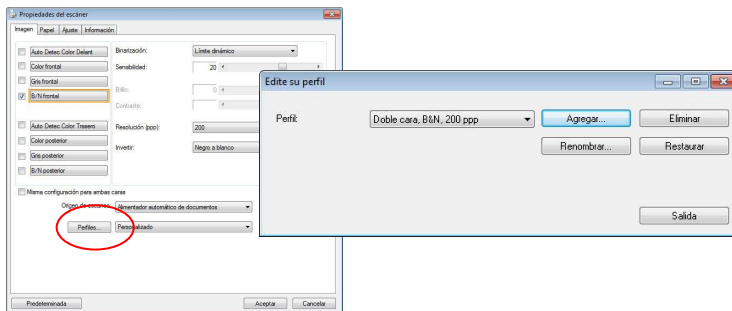 Propiedades del escáner
Imagen Papel Ajuste Información
Auto Detec Color Delant
Color frontal
Gris frontal
B/N frontal
Auto Detec Color Trasero
Color posterior
Gris posterior
B/N posterior
Binarización: Límite dinámico
Sensibilidad: 20
Brillo: 0
Contraste:
Resolución (ppp): 200
Invertir: Negro a blanco
Misma configuración para ambas caras
Origen de escaneo: Alimentador automático de documentos
Perfiles... Personalizado
Predeterminada Aceptar Cancelar
Edite su perfil
Perfil: Doble cara, B&N, 200 ppp Agregar... Eliminar
Renombrar... Restaurar
Salida